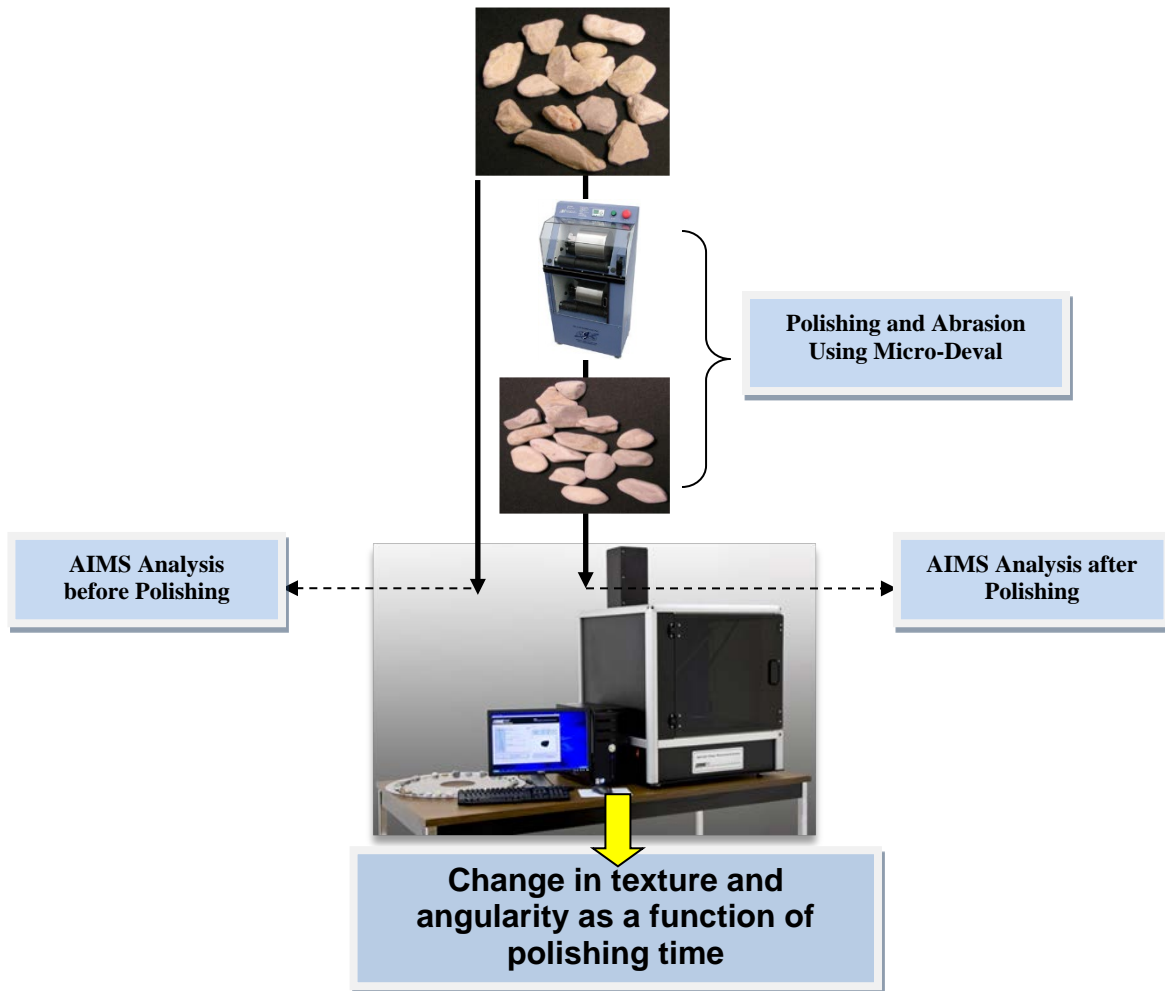 Polishing and Abrasion
Using Micro-Deval
AIMS Analysis
before Polishing
AIMS Analysis after
Polishing
Change in texture and
angularity as a function of
polishing time